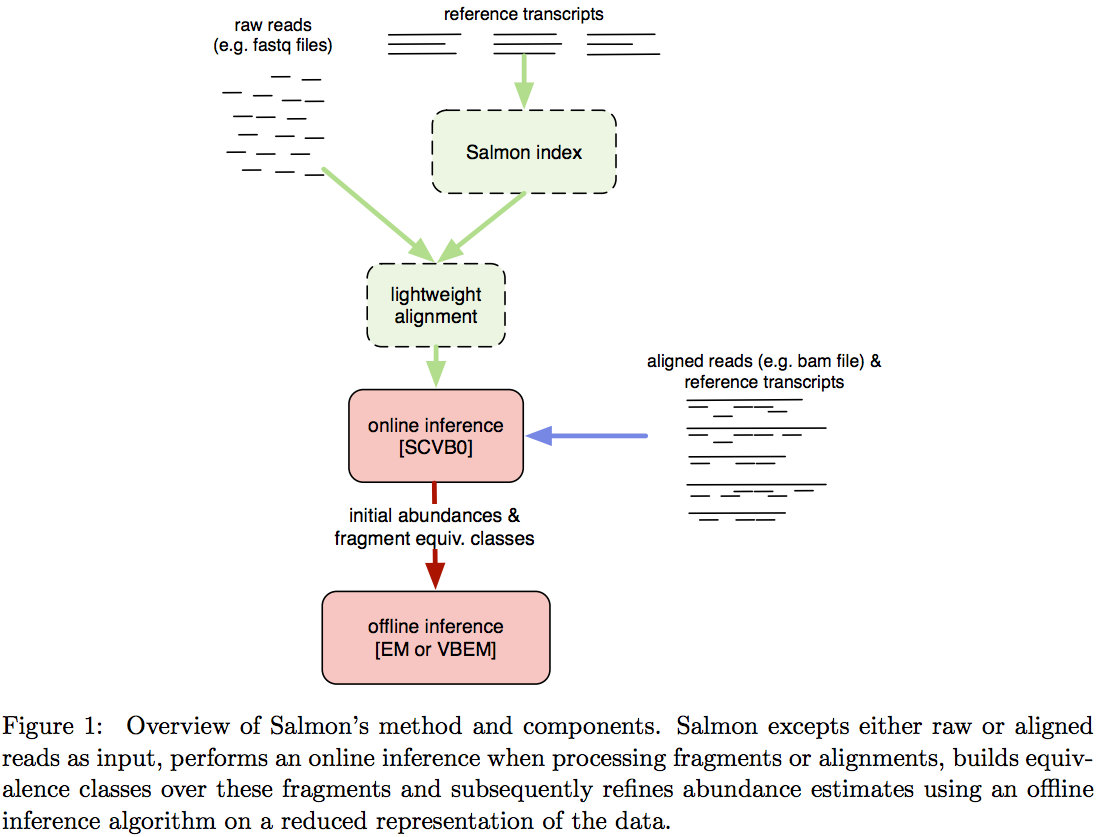 reference transcripts
raw reads
(e.g. fastq files)
Salmon index
lightweight
alignment
aligned reads (e.g. bam file) &
reference transcripts
online inference
[SCVB0]
initial abundances &
fragment equiv. classes
offline inference
[EM or VBEM]
Figure 1: Overview of Salmon's method and components. Salmon excepts either raw or aligned
reads as input, performs an online inference when processing fragments or alignments, builds equiv-
alence classes over these fragments and subsequently refines abundance estimates using an offline
inference algorithm on a reduced representation of the data.